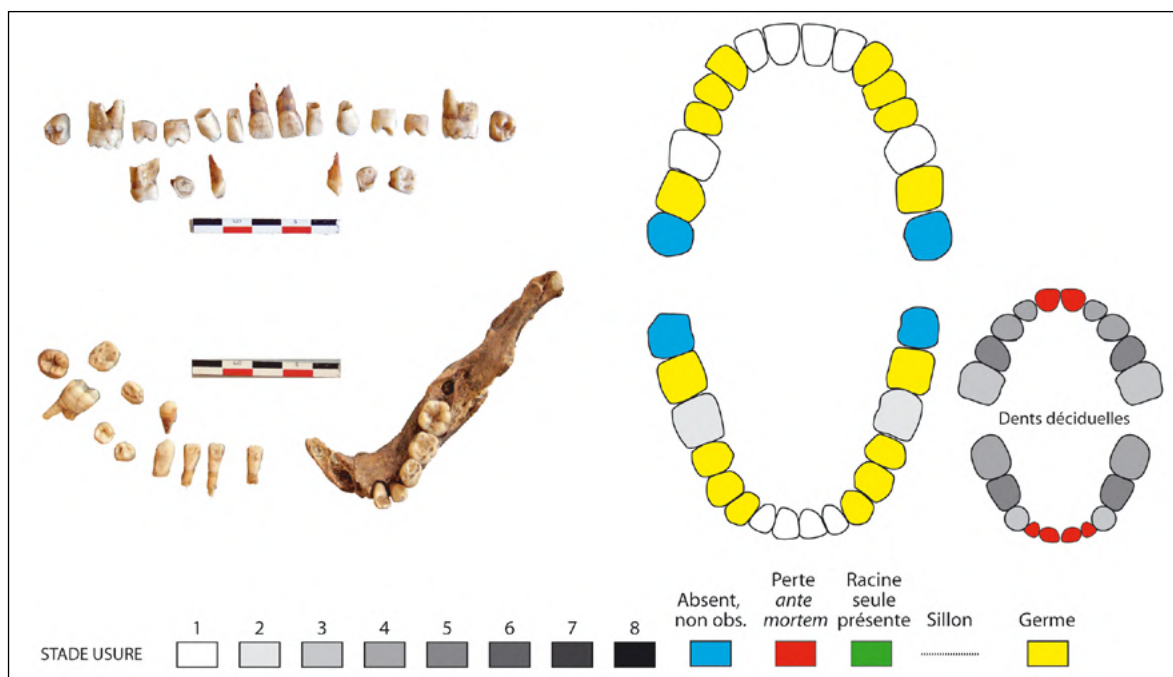 Dents déciduelles
STADE USURE
1
2
3
4
5
6
7
8
Absent,
non obs.
Perte
ante
mortem
Racine
seule
présente
Sillon
Germe